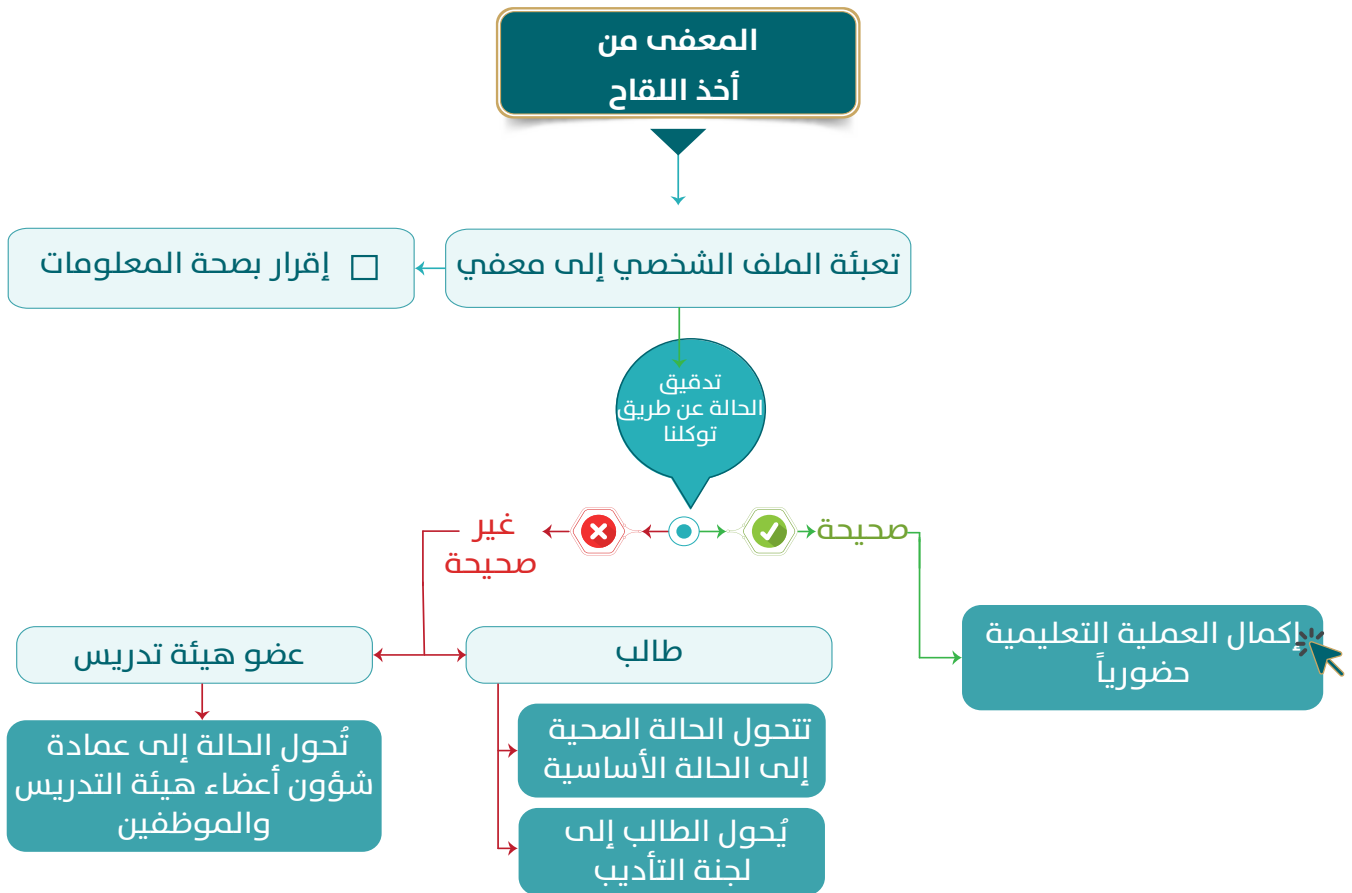 المعفى من
أخذ اللقاح
تعبئة الملف الشخصي إلى معفي
إقرار بصحة المعلومات
تدقيق
الحالة عن طريق
توكلنا
صحيحة
غير
صحيحة
إكمال العملية التعليمية
حضورياً
طالب
عضو هيئة تدريس
تتحول الحالة الصحية
إلى الحالة الأساسية
يُحول الطالب إلى
لجنة التأديب
تُحول الحالة إلى عمادة
شؤون أعضاء هيئة التدريس
والموظفين